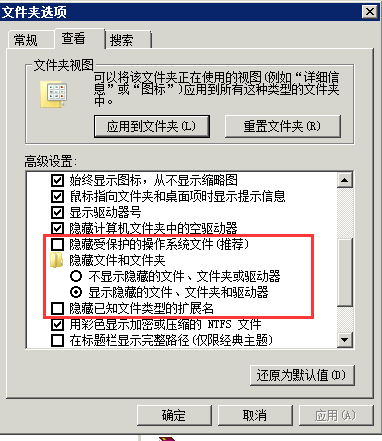 文件夹选项
常规
查看
搜索
文件夹视图
可以将该文件夹正在使用的视图(例如“详细信
息”或“图标”)应用到所有这种类型的文件夹
中。
应用到文件夹(L)
重置文件夹(R)
高级设置:
始终显示图标，从不显示缩略图
鼠标指向文件夹和桌面项时显示提示信息
显示驱动器号
隐藏计算机文件夹中的空驱动器
隐藏受保护的操作系统文件(推荐)
隐藏文件和文件夹
不显示隐藏的文件、文件夹或驱动器
显示隐藏的文件、文件夹和驱动器
隐藏已知文件类型的扩展名
用彩色显示加密或压缩的 NTFS 文件
在标题栏显示完整路径(仅限经典主题)
还原为默认值(D)
确定
取消
应用(A)